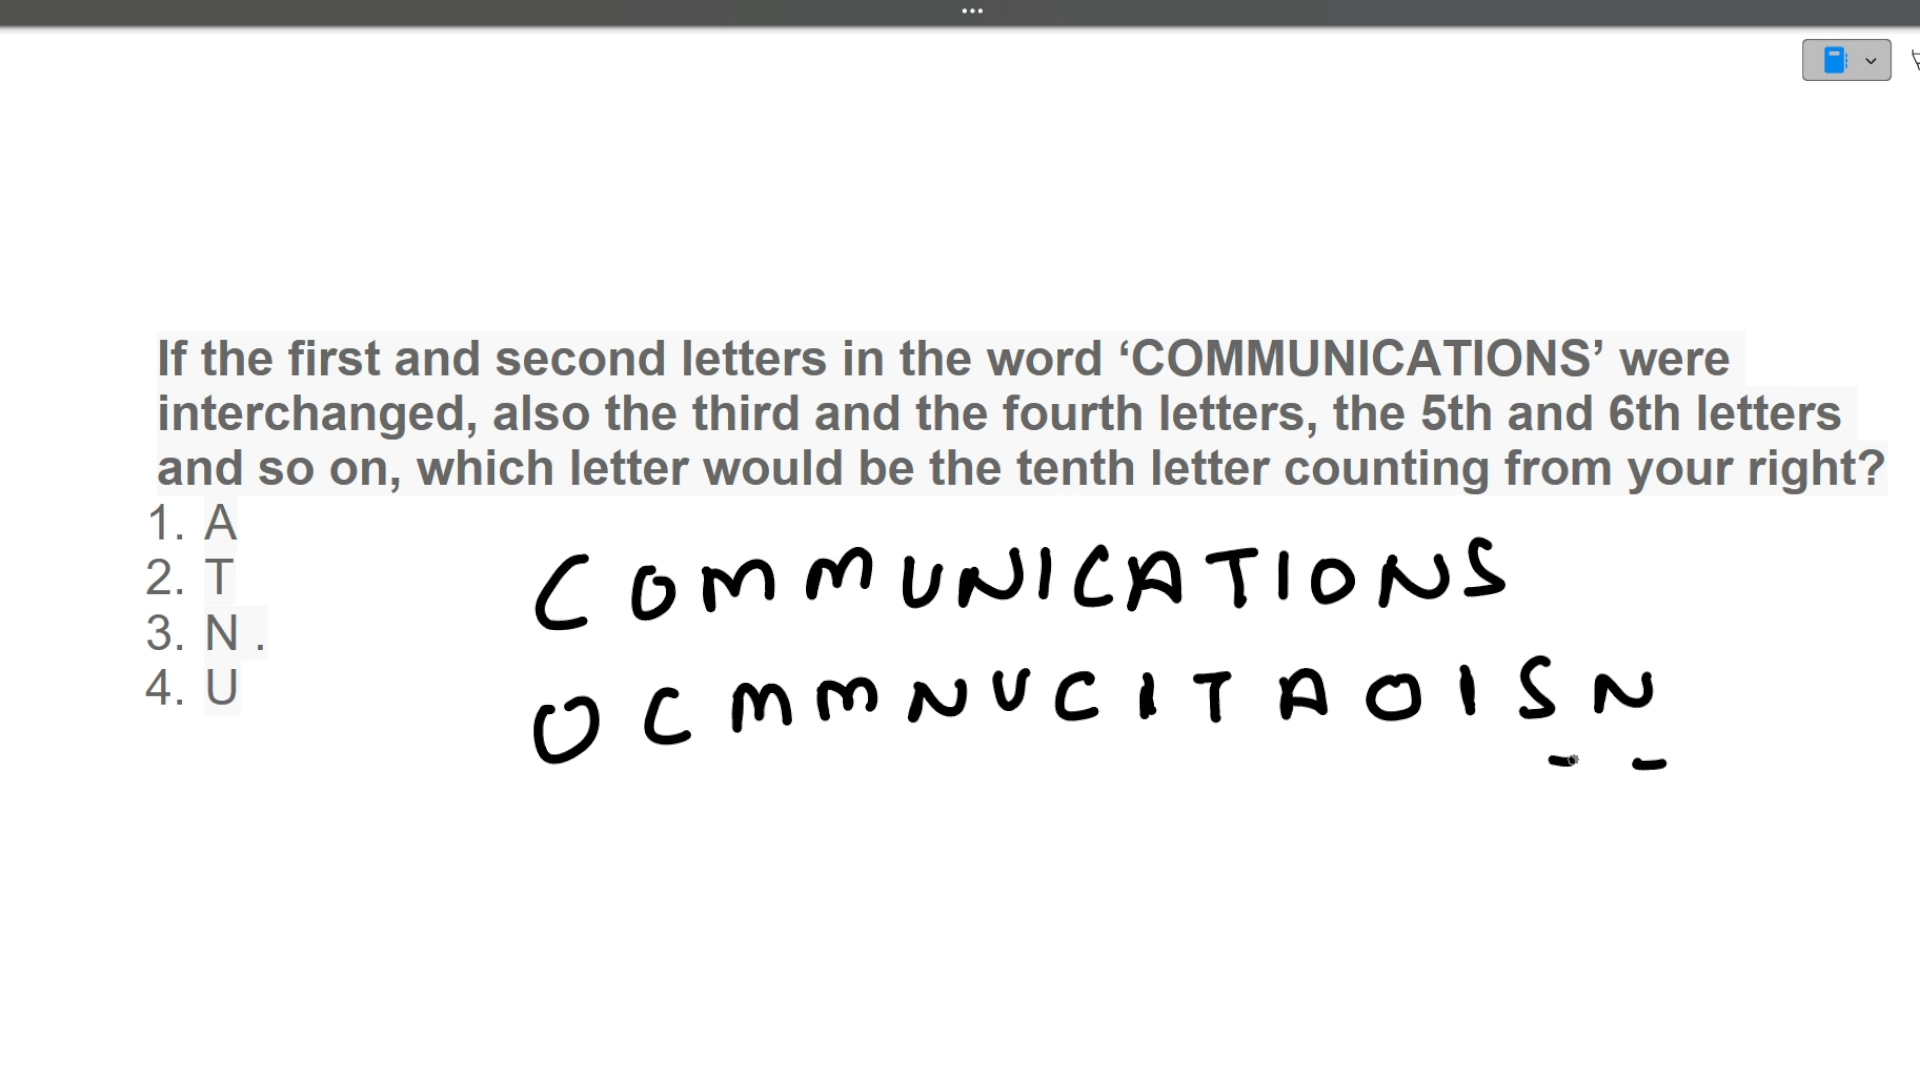 If the first and second letters in the word ‘COMMUNICATIONS’ were
interchanged, also the third and the fourth letters, the 5th and 6th letters
and so on, which letter would be the tenth letter counting from your right?
1. A
2. T
3. N .
4. U
COMMUNICATIONS
OCMMNUCITAOISN